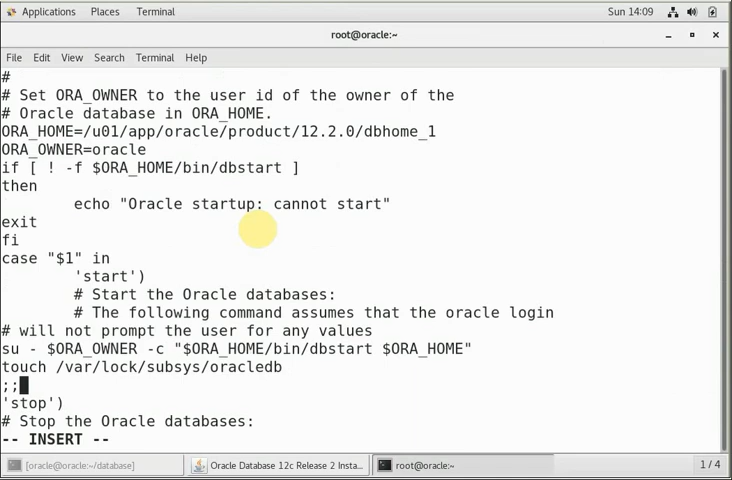 Applications Places Terminal Sun 14:09
root@oracle:~
File Edit View Search Terminal Help
#
# Set ORA_OWNER to the user id of the owner of the
# Oracle database in ORA_HOME.
ORA_HOME=/u01/app/oracle/product/12.2.0/dbhome_1
ORA_OWNER=oracle
if [ ! -f $ORA_HOME/bin/dbstart ]
then
        echo "Oracle startup: cannot start"
exit
fi
case "$1" in
        'start')
        # Start the Oracle databases:
        # The following command assumes that the oracle login
# will not prompt the user for any values
su - $ORA_OWNER -c "$ORA_HOME/bin/dbstart $ORA_HOME"
touch /var/lock/subsys/oracledb
;;
'stop')
# Stop the Oracle databases:
-- INSERT --
[oracle@oracle:~/database] Oracle Database 12c Release 2 Insta... root@oracle:~ 1 / 4